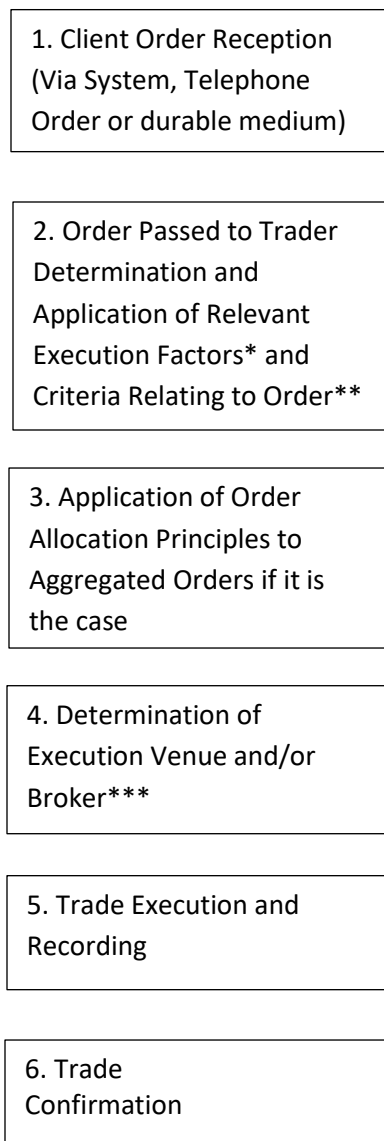 1. Client Order Reception
(Via System, Telephone
Order or durable medium)
2. Order Passed to Trader
Determination and
Application of Relevant
Execution Factors* and
Criteria Relating to Order**
3. Application of Order
Allocation Principles to
Aggregated Orders if it is
the case
4. Determination of
Execution Venue and/or
Broker***
5. Trade Execution and
Recording
6. Trade
Confirmation